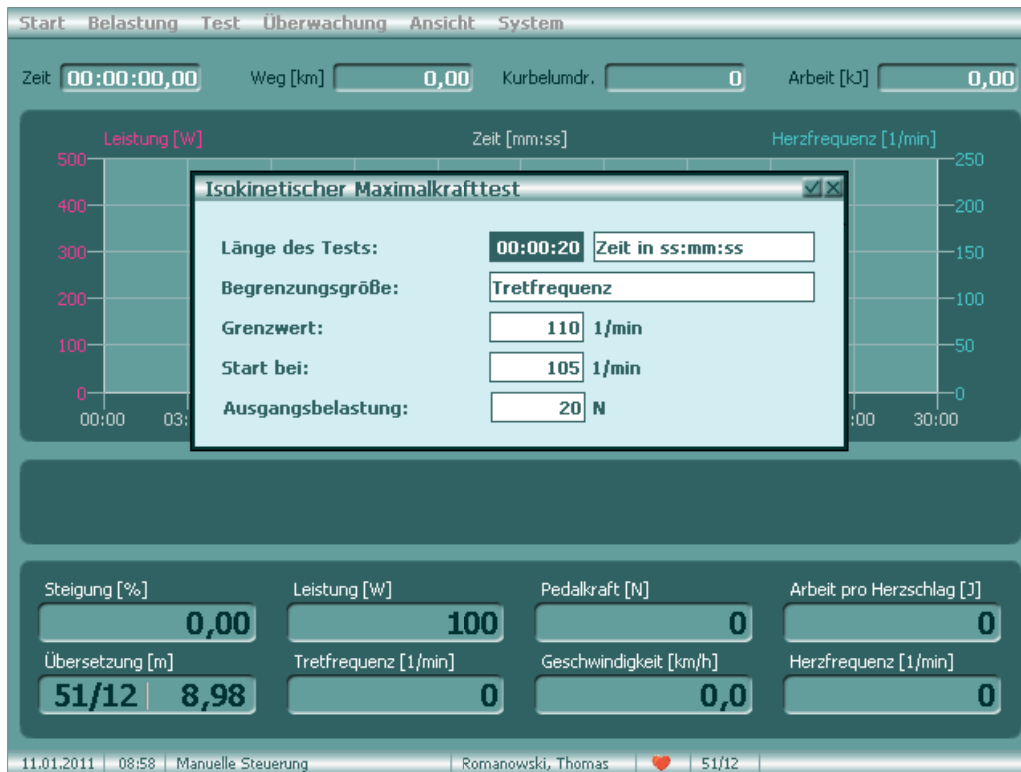 Start Belastung Test Überwachung Ansicht System
Zeit 00:00:00,00 Weg [km] 0,00 Kurbelumdr. 0 Arbeit [kJ] 0,00
Leistung [W] Zeit [mm:ss] Herzfrequenz [1/min]
500 250
400 200
300 150
200 100
100 50
0 0
00:00 03: :00 30:00
Isokinetischer Maximalkrafttest
Länge des Tests: 00:00:20 Zeit in ss:mm:ss
Begrenzungsgröße: Tretfrequenz
Grenzwert: 110 1/min
Start bei: 105 1/min
Ausgangsbelastung: 20 N
Steigung [%] Leistung [W] Pedalkraft [N] Arbeit pro Herzschlag [J]
0,00 100 0 0
Übersetzung [m] Tretfrequenz [1/min] Geschwindigkeit [km/h] Herzfrequenz [1/min]
51/12 8,98 0 0,0 0
11.01.2011 08:58 Manuelle Steuerung Romanowski, Thomas 51/12